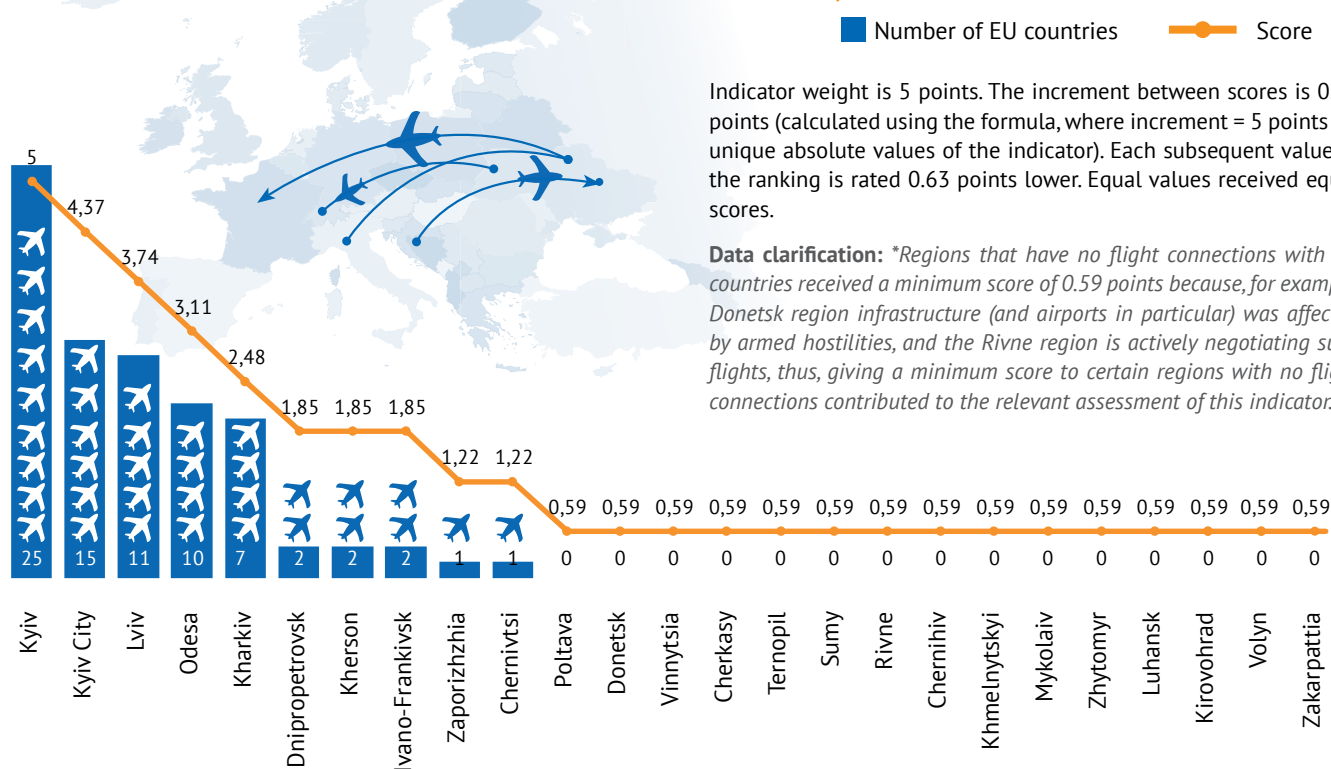 Number of EU countries
Score
Indicator weight is 5 points. The increment between scores is 0
points (calculated using the formula, where increment = 5 points
unique absolute values of the indicator). Each subsequent value
the ranking is rated 0.63 points lower. Equal values received equ
scores.
Data clarification: *Regions that have no flight connections with
countries received a minimum score of 0.59 points because, for examp
Donetsk region infrastructure (and airports in particular) was affec
by armed hostilities, and the Rivne region is actively negotiating su
flights, thus, giving a minimum score to certain regions with no flig
connections contributed to the relevant assessment of this indicator.
5
4,37
3,74
3,11
2,48
1,85 1,85 1,85
1,22 1,22
0,59 0,59 0,59 0,59 0,59 0,59 0,59 0,59 0,59 0,59 0,59 0,59 0,59 0,59 0,59
25 15 11 10 7 2 2 2 1 1 0 0 0 0 0 0 0 0 0 0 0 0 0 0 0
Kyiv
Kyiv City
Lviv
Odesa
Kharkiv
Dnipropetrovsk
Kherson
Ivano-Frankivsk
Zaporizhzhia
Chernivtsi
Poltava
Donetsk
Vinnytsia
Cherkasy
Ternopil
Sumy
Rivne
Chernihiv
Khmelnytskyi
Mykolaiv
Zhytomyr
Luhansk
Kirovohrad
Volyn
Zakarpattia